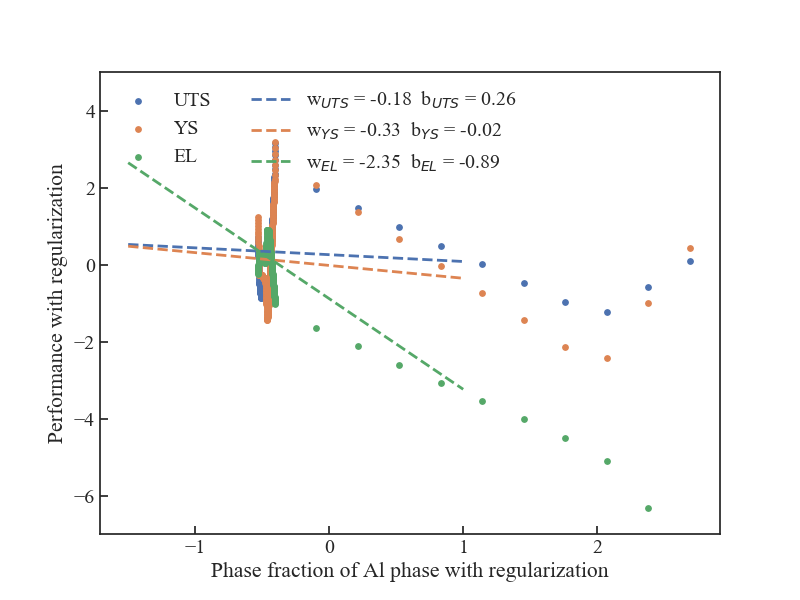 UTS
YS
EL
w_UTS = -0.18 b_UTS = 0.26
w_YS = -0.33 b_YS = -0.02
w_EL = -2.35 b_EL = -0.89
4
2
0
−2
−4
−6
Performance with regularization
−1 0 1 2
Phase fraction of Al phase with regularization